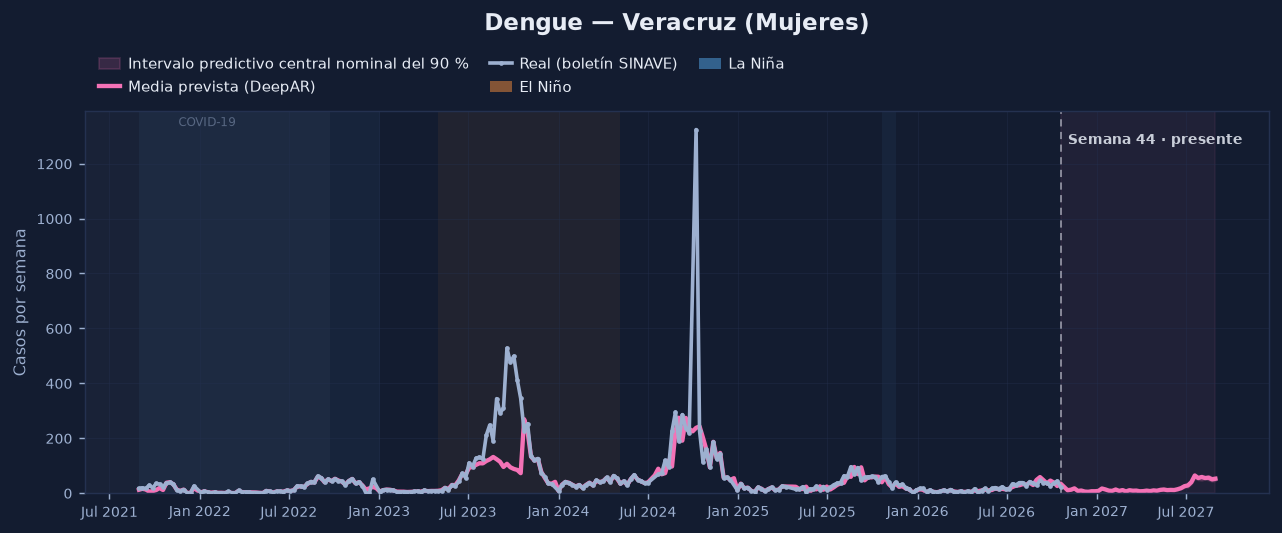 Dengue — Veracruz (Mujeres)
Intervalo predictivo central nominal del 90 %
Real (boletín SINAVE)
La Niña
Media prevista (DeepAR)
El Niño
COVID-19
Semana 44 · presente
Casos por semana
1200
1000
800
600
400
200
0
Jul 2021
Jan 2022
Jul 2022
Jan 2023
Jul 2023
Jan 2024
Jul 2024
Jan 2025
Jul 2025
Jan 2026
Jul 2026
Jan 2027
Jul 2027